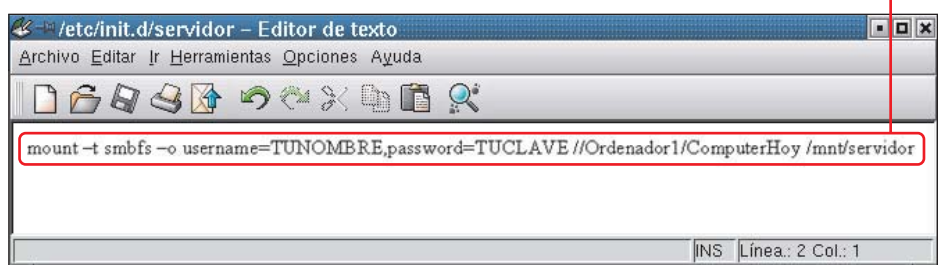 /etc/init.d/servidor – Editor de texto
Archivo Editar Ir Herramientas Opciones Ayuda
mount –t smbfs –o username=TUNOMBRE,password=TUCLAVE //Ordenador1/ComputerHoy /mnt/servidor
INS Línea.: 2 Col.: 1